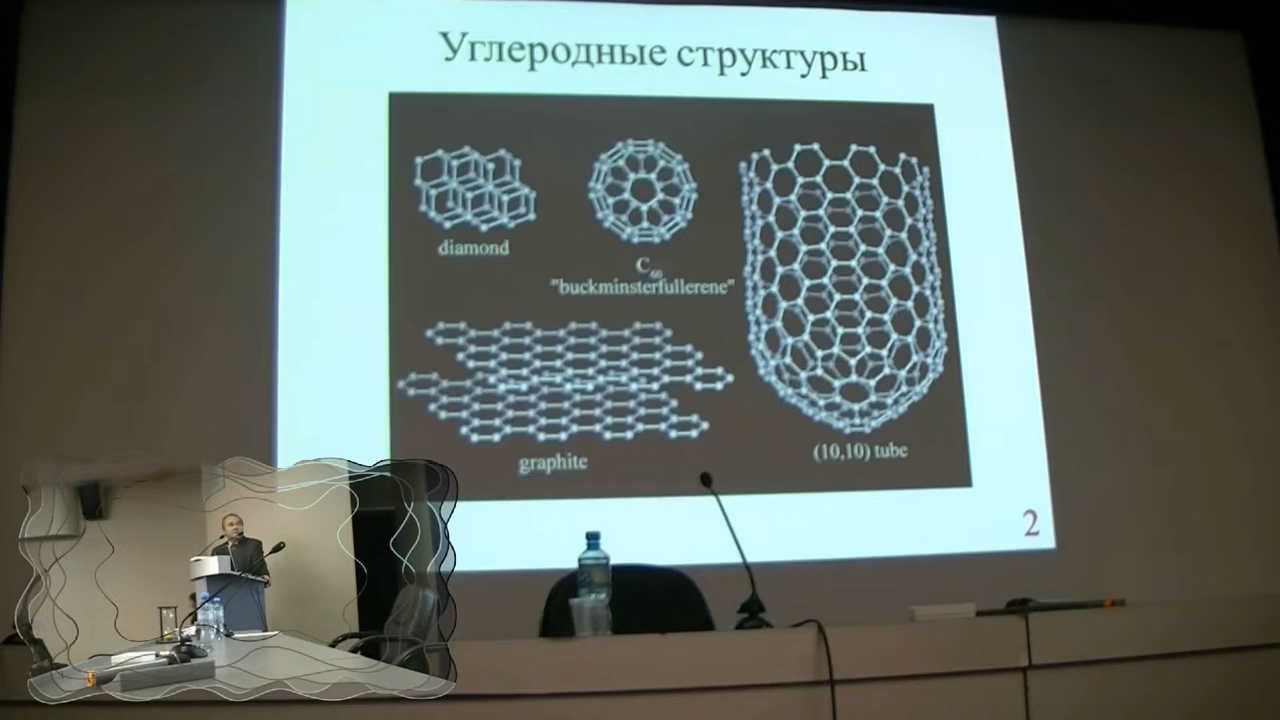 Углеродные структуры
diamond
C60
"buckminsterfullerene"
graphite
(10,10) tube
2